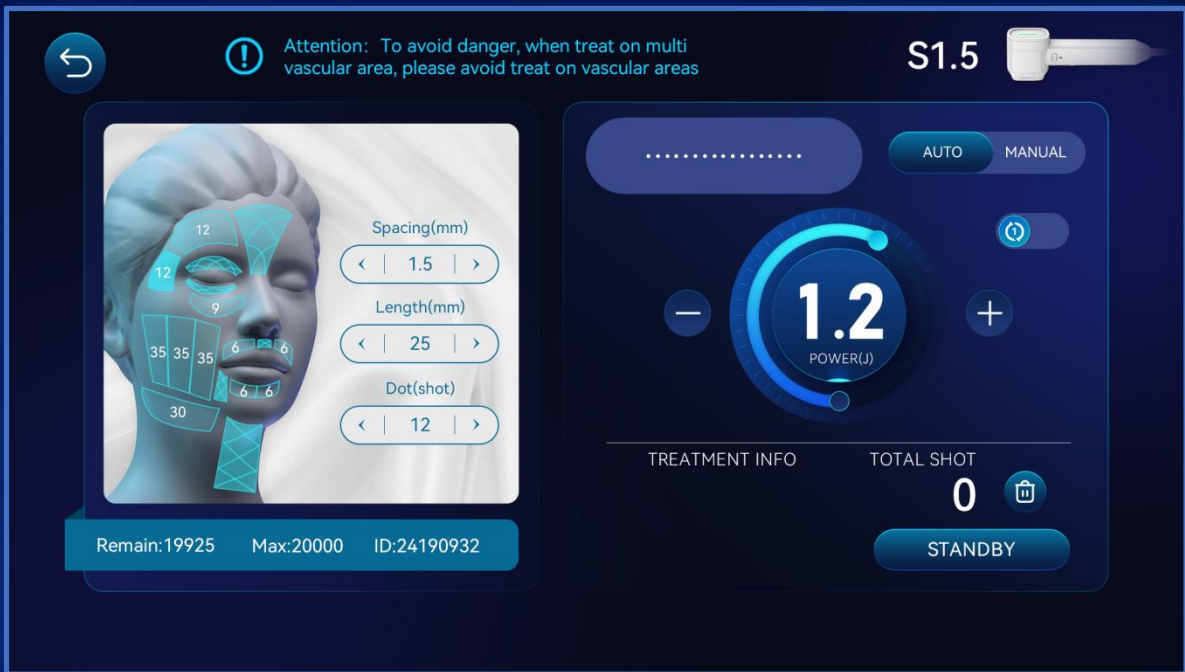 Attention: To avoid danger, when treat on multi
vascular area, please avoid treat on vascular areas
S1.5
12
12
9
35 35 35
6 6
6 6
30
Spacing(mm)
1.5
Length(mm)
25
Dot(shot)
12
Remain:19925 Max:20000 ID:24190932
AUTO MANUAL
1
1.2
POWER(J)
TREATMENT INFO TOTAL SHOT
0
STANDBY